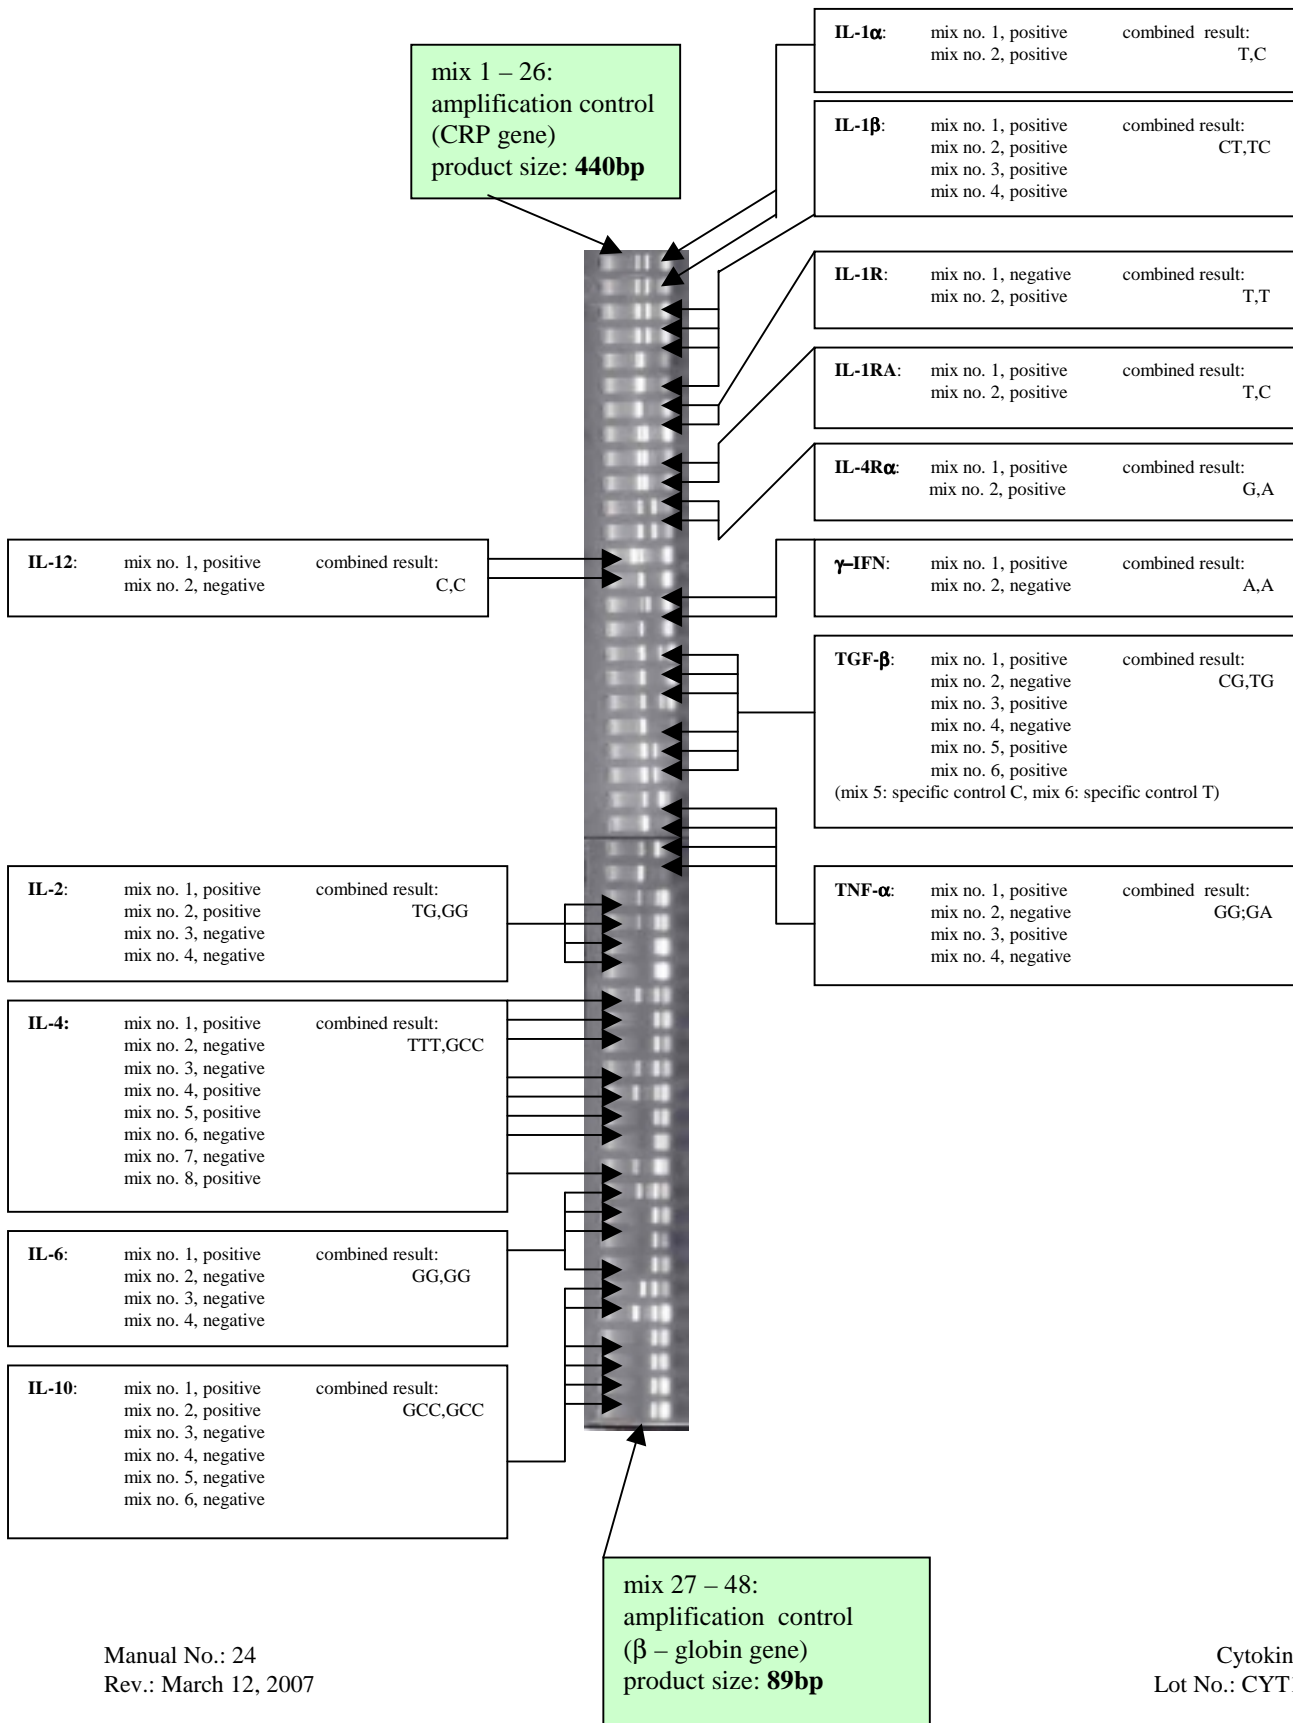 IL-1α: mix no. 1, positive combined result:
mix no. 2, positive T,C
mix 1 – 26:
amplification control
(CRP gene)
product size: 440bp
IL-1β: mix no. 1, positive combined result:
mix no. 2, positive CT,TC
mix no. 3, positive
mix no. 4, positive
IL-1R: mix no. 1, negative combined result:
mix no. 2, positive T,T
IL-1RA: mix no. 1, positive combined result:
mix no. 2, positive T,C
IL-4Rα: mix no. 1, positive combined result:
mix no. 2, positive G,A
IL-12: mix no. 1, positive combined result:
mix no. 2, negative C,C
γ–IFN: mix no. 1, positive combined result:
mix no. 2, negative A,A
TGF-β: mix no. 1, positive combined result:
mix no. 2, negative CG,TG
mix no. 3, positive
mix no. 4, negative
mix no. 5, positive
mix no. 6, positive
(mix 5: specific control C, mix 6: specific control T)
IL-2: mix no. 1, positive combined result:
mix no. 2, positive TG,GG
mix no. 3, negative
mix no. 4, negative
TNF-α: mix no. 1, positive combined result:
mix no. 2, negative GG;GA
mix no. 3, positive
mix no. 4, negative
IL-4: mix no. 1, positive combined result:
mix no. 2, negative TTT,GCC
mix no. 3, negative
mix no. 4, positive
mix no. 5, positive
mix no. 6, negative
mix no. 7, negative
mix no. 8, positive
IL-6: mix no. 1, positive combined result:
mix no. 2, negative GG,GG
mix no. 3, negative
mix no. 4, negative
IL-10: mix no. 1, positive combined result:
mix no. 2, positive GCC,GCC
mix no. 3, negative
mix no. 4, negative
mix no. 5, negative
mix no. 6, negative
mix 27 – 48:
amplification control
(β – globin gene)
product size: 89bp
Manual No.: 24
Rev.: March 12, 2007
Cytokin
Lot No.: CYT1